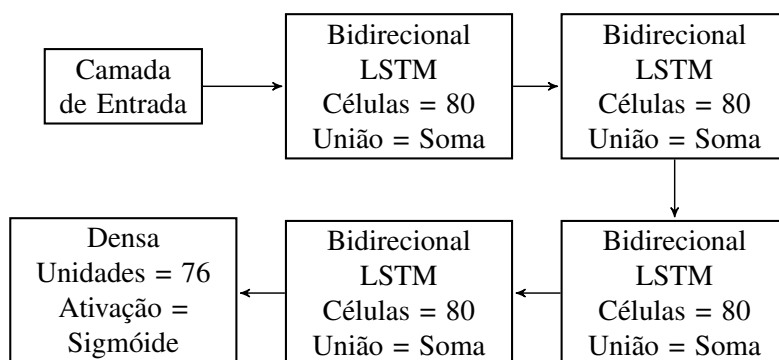 Camada
de Entrada
Bidirecional
LSTM
Células = 80
União = Soma
Bidirecional
LSTM
Células = 80
União = Soma
Bidirecional
LSTM
Células = 80
União = Soma
Bidirecional
LSTM
Células = 80
União = Soma
Densa
Unidades = 76
Ativação =
Sigmóide